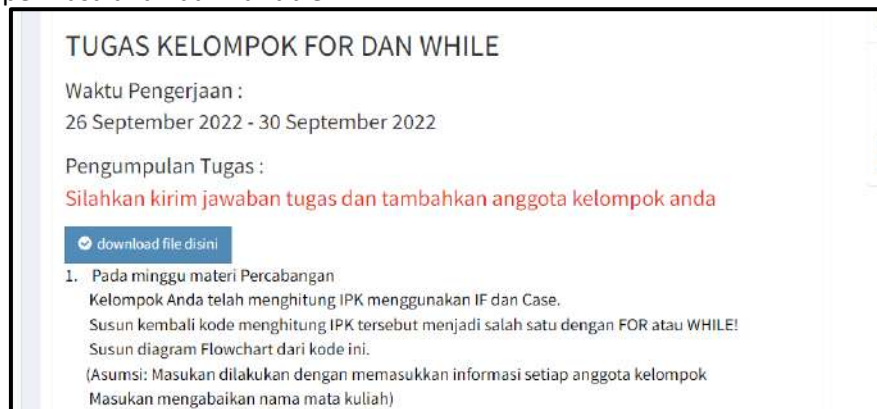 TUGAS KELOMPOK FOR DAN WHILE
Waktu Pengerjaan :
26 September 2022 - 30 September 2022
Pengumpulan Tugas :
Silahkan kirim jawaban tugas dan tambahkan anggota kelompok anda
download file disini
1. Pada minggu materi Percabangan
Kelompok Anda telah menghitung IPK menggunakan IF dan Case.
Susun kembali kode menghitung IPK tersebut menjadi salah satu dengan FOR atau WHILE!
Susun diagram Flowchart dari kode ini.
(Asumsi: Masukan dilakukan dengan memasukkan informasi setiap anggota kelompok
Masukan mengabaikan nama mata kuliah)